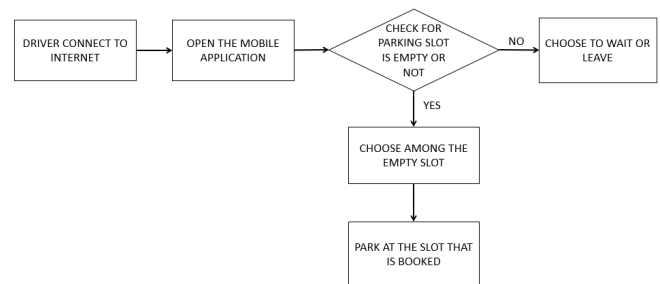 DRIVER CONNECT TO
INTERNET
OPEN THE MOBILE
APPLICATION
CHECK FOR
PARKING SLOT
IS EMPTY OR
NOT
NO
CHOOSE TO WAIT OR
LEAVE
YES
CHOOSE AMONG THE
EMPTY SLOT
PARK AT THE SLOT THAT
IS BOOKED